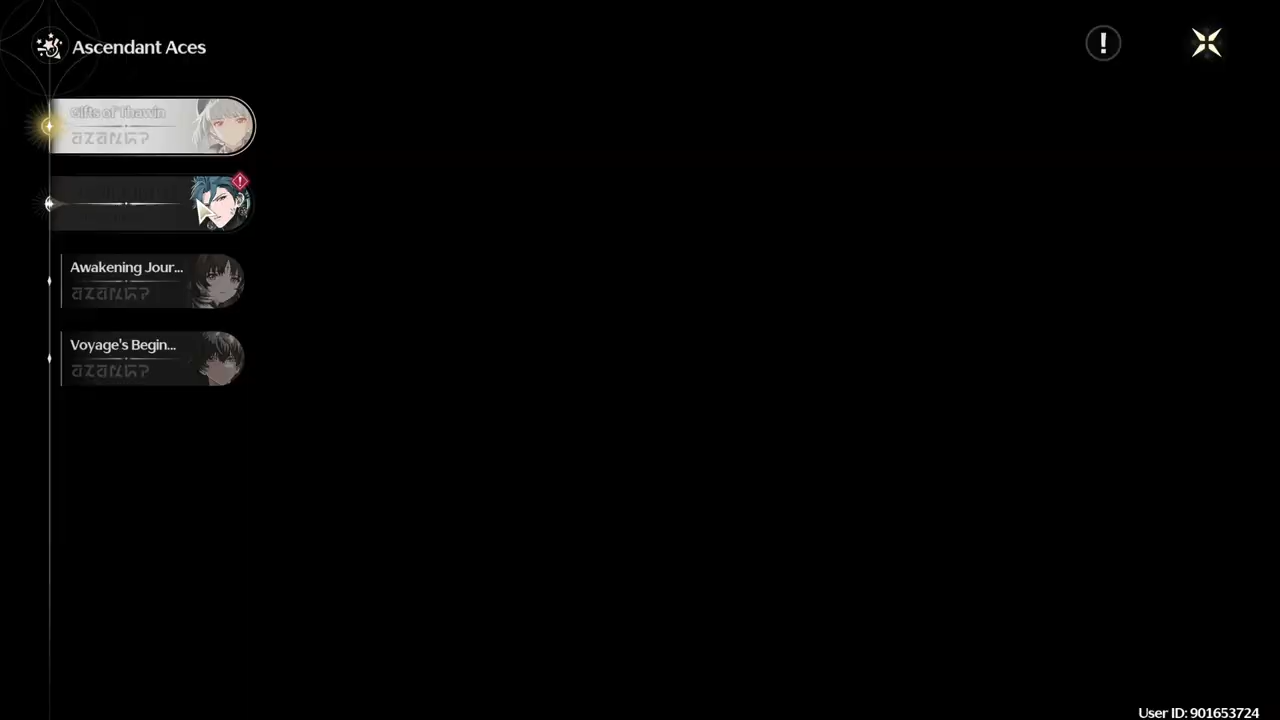 Ascendant Aces
Gifts of Thawin
Awakening Jour...
Voyage's Begin...
User ID: 901653724